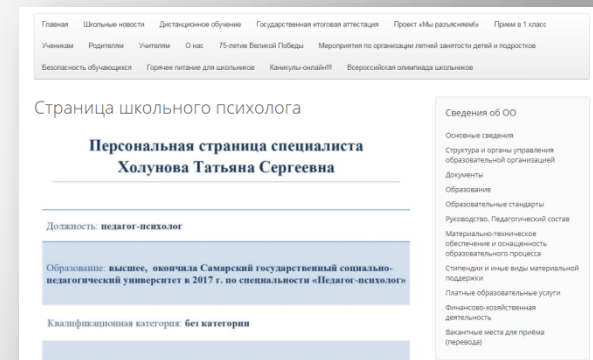 Главная Школьные новости Дистанционное обучение Государственная итоговая аттестация Проект «Мы разъясняем!» Прием в 1 класс
Ученикам Родителям Учителям О нас 75-летие Великой Победы Мероприятия по организации летней занятости детей и подростков
Безопасность обучающихся Горячее питание для школьников Каникулы-онлайн!!! Всероссийская олимпиада школьников
Страница школьного психолога
Персональная страница специалиста
Холунова Татьяна Сергеевна
Должность: педагог-психолог
Образование: высшее, окончила Самарский государственный социально-
педагогический университет в 2017 г. по специальности «Педагог-психолог»
Квалификационная категория: без категории
Сведения об ОО
Основные сведения
Структура и органы управления
образовательной организацией
Документы
Образование
Образовательные стандарты
Руководство. Педагогический состав
Материально-техническое
обеспечение и оснащенность
образовательного процесса
Стипендии и иные виды материальной
поддержки
Платные образовательные услуги
Финансово-хозяйственная
деятельность
Вакантные места для приёма
(перевода)